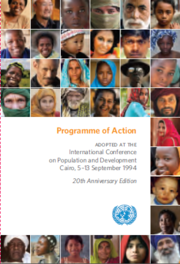 Programme of Action
ADOPTED AT THE
International Conference
on Population and Development
Cairo, 5–13 September 1994
20th Anniversary Edition